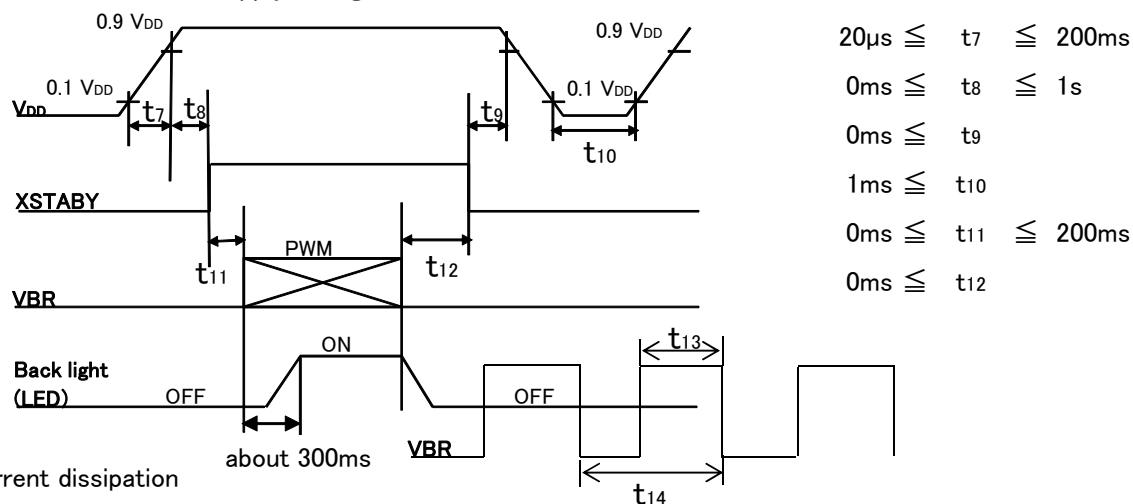 0.9 VDD
0.9 VDD
0.1 VDD
0.1 VDD
VDD
t7
t8
t9
t10
XSTABY
PWM
t11
t12
VBR
ON
t13
Back light
(LED)
OFF
OFF
about 300ms
VBR
t14
rrent dissipation
20μs ≦ t7 ≦ 200ms
0ms ≦ t8 ≦ 1s
0ms ≦ t9
1ms ≦ t10
0ms ≦ t11 ≦ 200ms
0ms ≦ t12